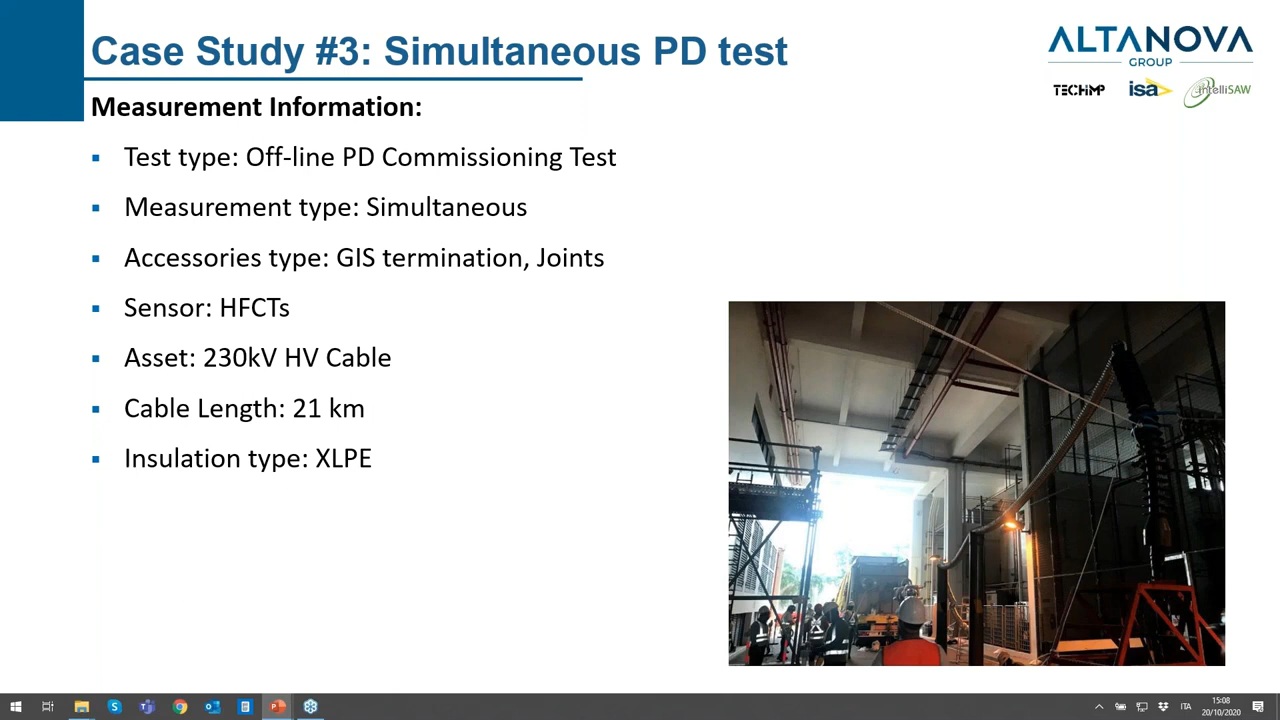 Case Study #3: Simultaneous PD test
ALTANOVA
GROUP
TECHIMP
isa
intelliSAW
Measurement Information:
▪ Test type: Off-line PD Commissioning Test
▪ Measurement type: Simultaneous
▪ Accessories type: GIS termination, Joints
▪ Sensor: HFCTs
▪ Asset: 230kV HV Cable
▪ Cable Length: 21 km
▪ Insulation type: XLPE
ITA
15:08
20/10/2020